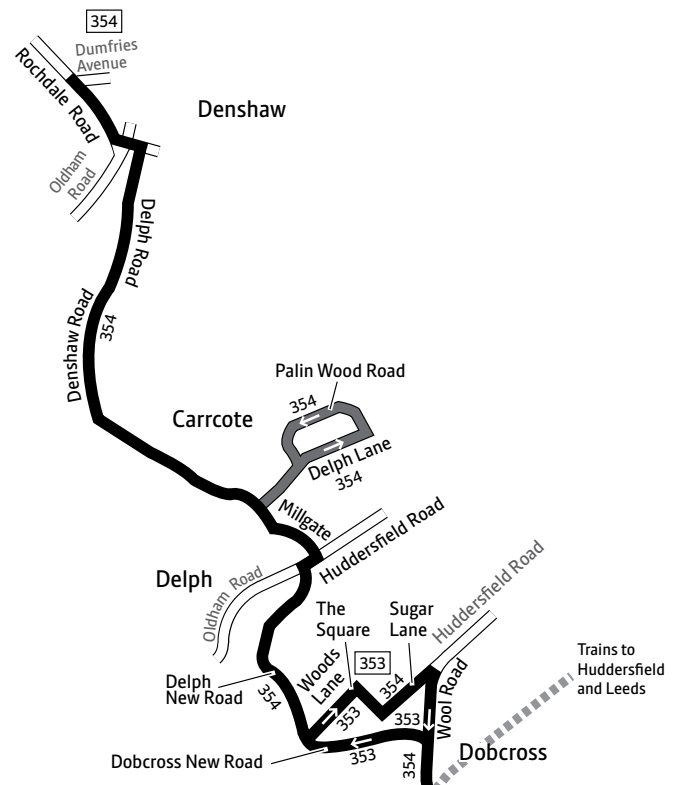 354
Dumfries
Avenue
Rochdale Road
Denshaw
Oldham
Road
Delph Road
Denshaw Road
354
Palin Wood Road
354
Carrcote
Delph Lane
354
Millgate
Huddersfield Road
Delph
Oldham Road
The
Square
Sugar
Lane
Huddersfield Road
353
Trains to
Huddersfield
and Leeds
Woods
Lane
354
Wool Road
Delph
New Road
354
353
353
Dobcross
Dobcross New Road
353
354